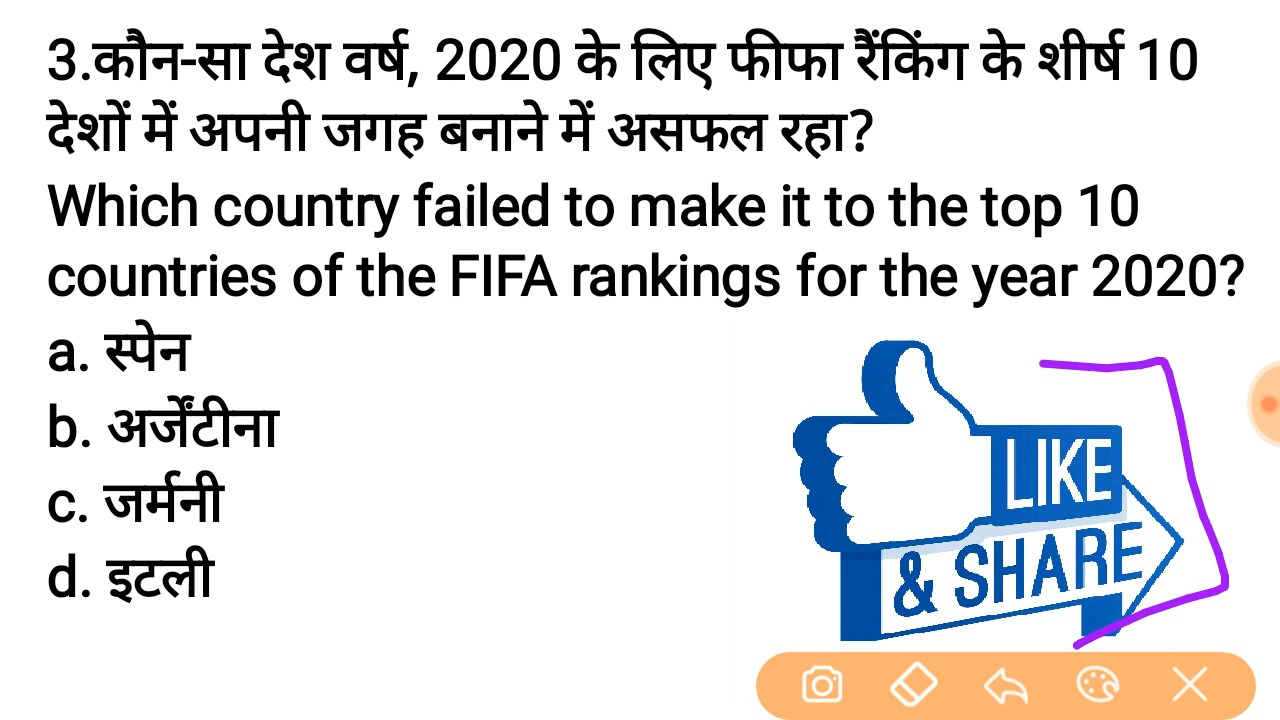 3.कौन-सा देश वर्ष, 2020 के लिए फीफा रैंकिंग के शीर्ष 10
देशों में अपनी जगह बनाने में असफल रहा?
Which country failed to make it to the top 10
countries of the FIFA rankings for the year 2020?
a. स्पेन
b. अर्जेंटीना
c. जर्मनी
d. इटली
LIKE
& SHARE